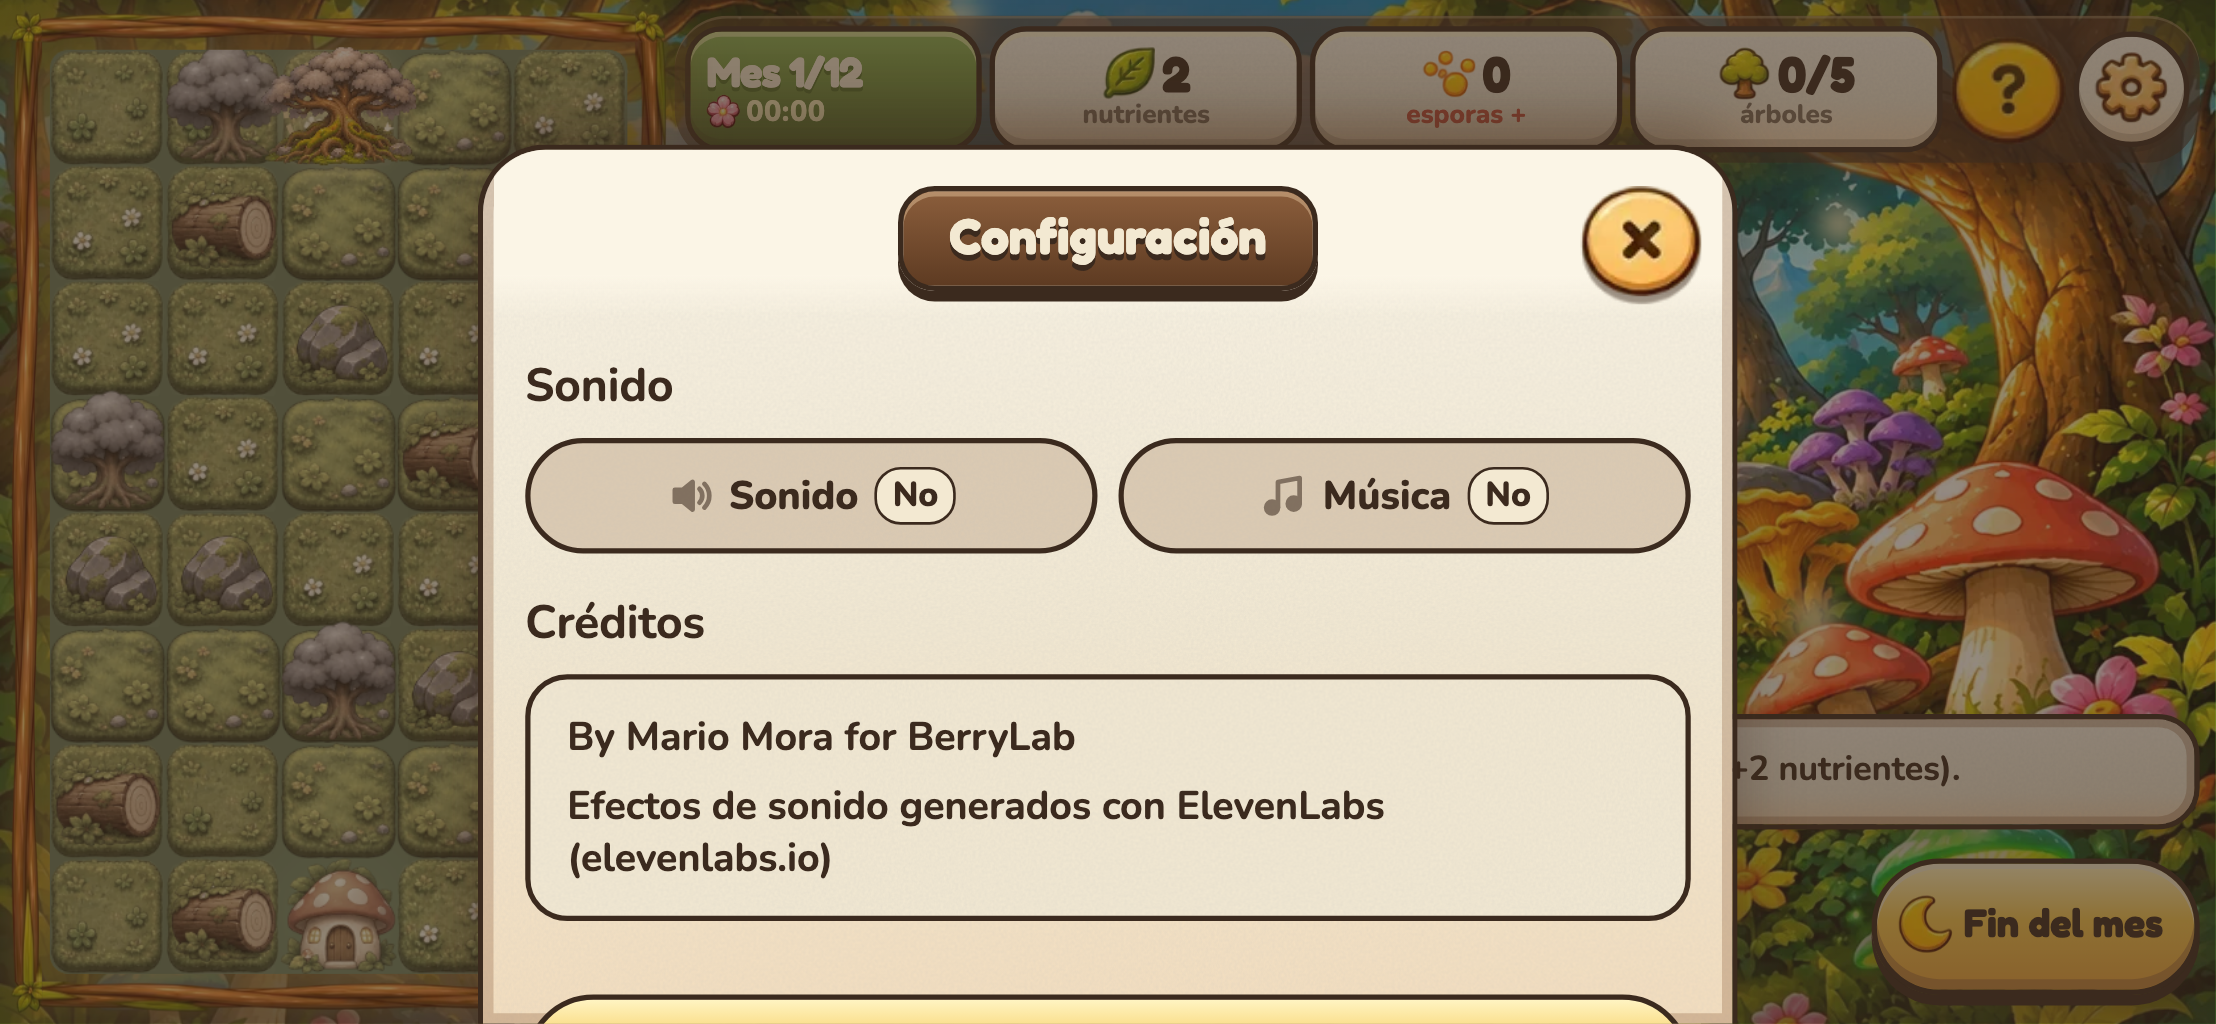 Mes 1/12
00:00
2
nutrientes
0
esporas +
0/5
árboles
?
Configuración
Sonido
Sonido No
Música No
Créditos
By Mario Mora for BerryLab
Efectos de sonido generados con ElevenLabs
(elevenlabs.io)
+2 nutrientes).
Fin del mes